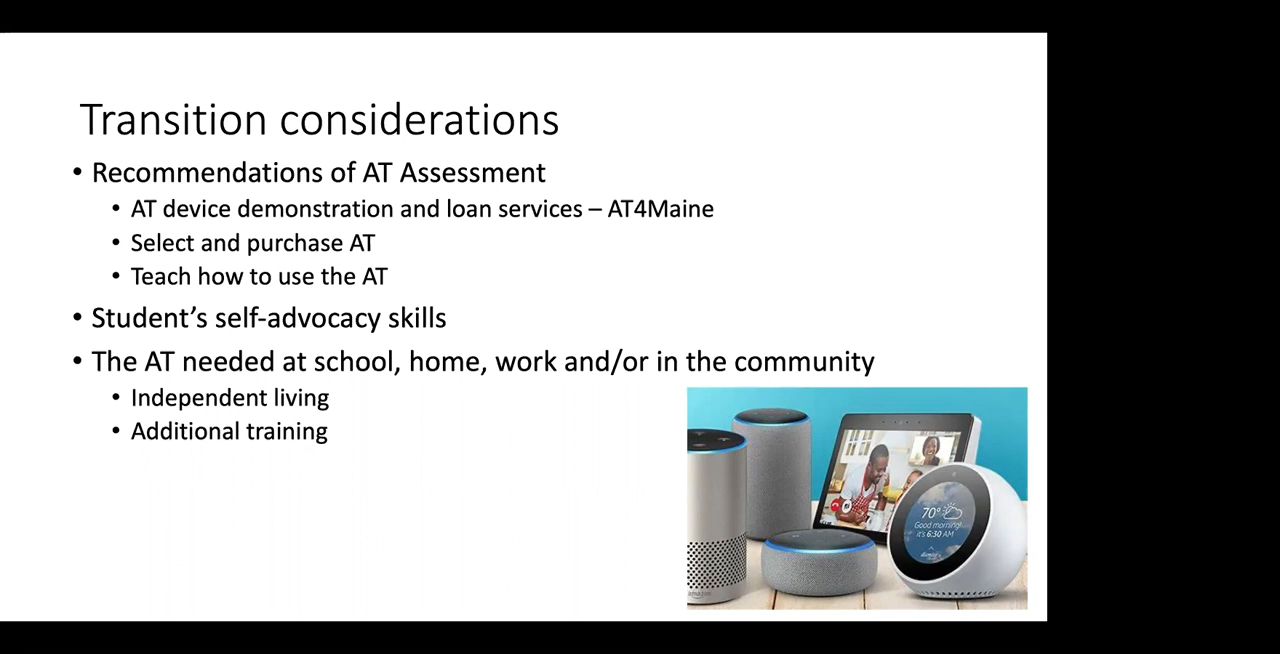 Transition considerations
• Recommendations of AT Assessment
• AT device demonstration and loan services – AT4Maine
• Select and purchase AT
• Teach how to use the AT
• Student’s self-advocacy skills
• The AT needed at school, home, work and/or in the community
• Independent living
• Additional training
70°
Good morning!
it's 6:30 AM
amazon